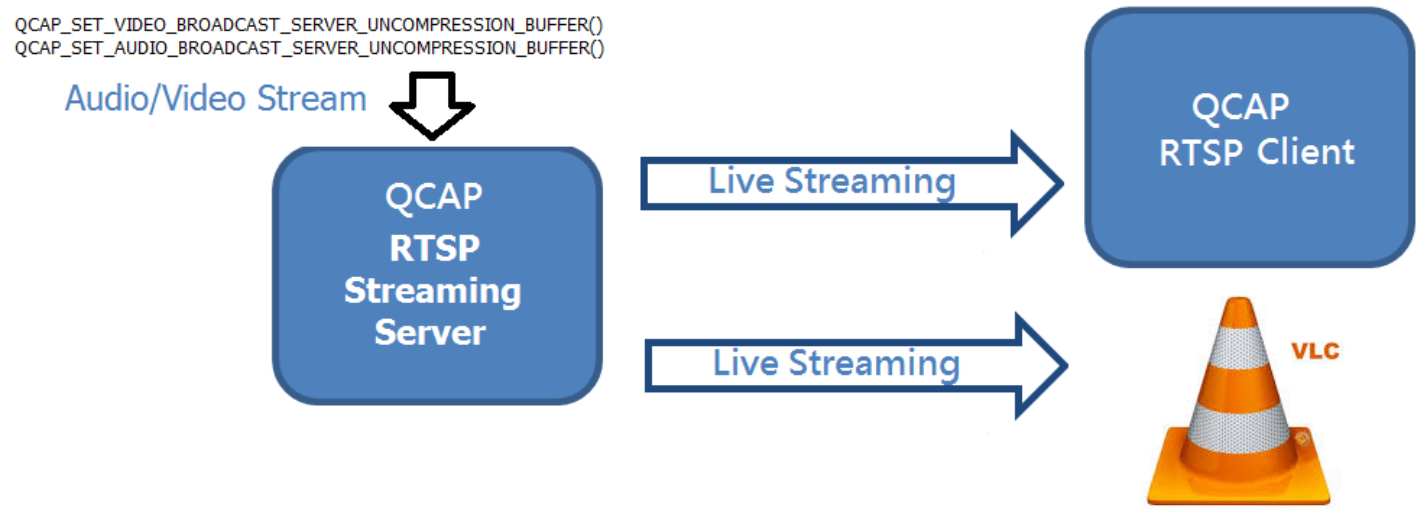 QCAP_SET_VIDEO_BROADCAST_SERVER_UNCOMPRESSION_BUFFER()
QCAP_SET_AUDIO_BROADCAST_SERVER_UNCOMPRESSION_BUFFER()
Audio/Video Stream
QCAP
RTSP
Streaming
Server
Live Streaming
Live Streaming
QCAP
RTSP Client
VLC